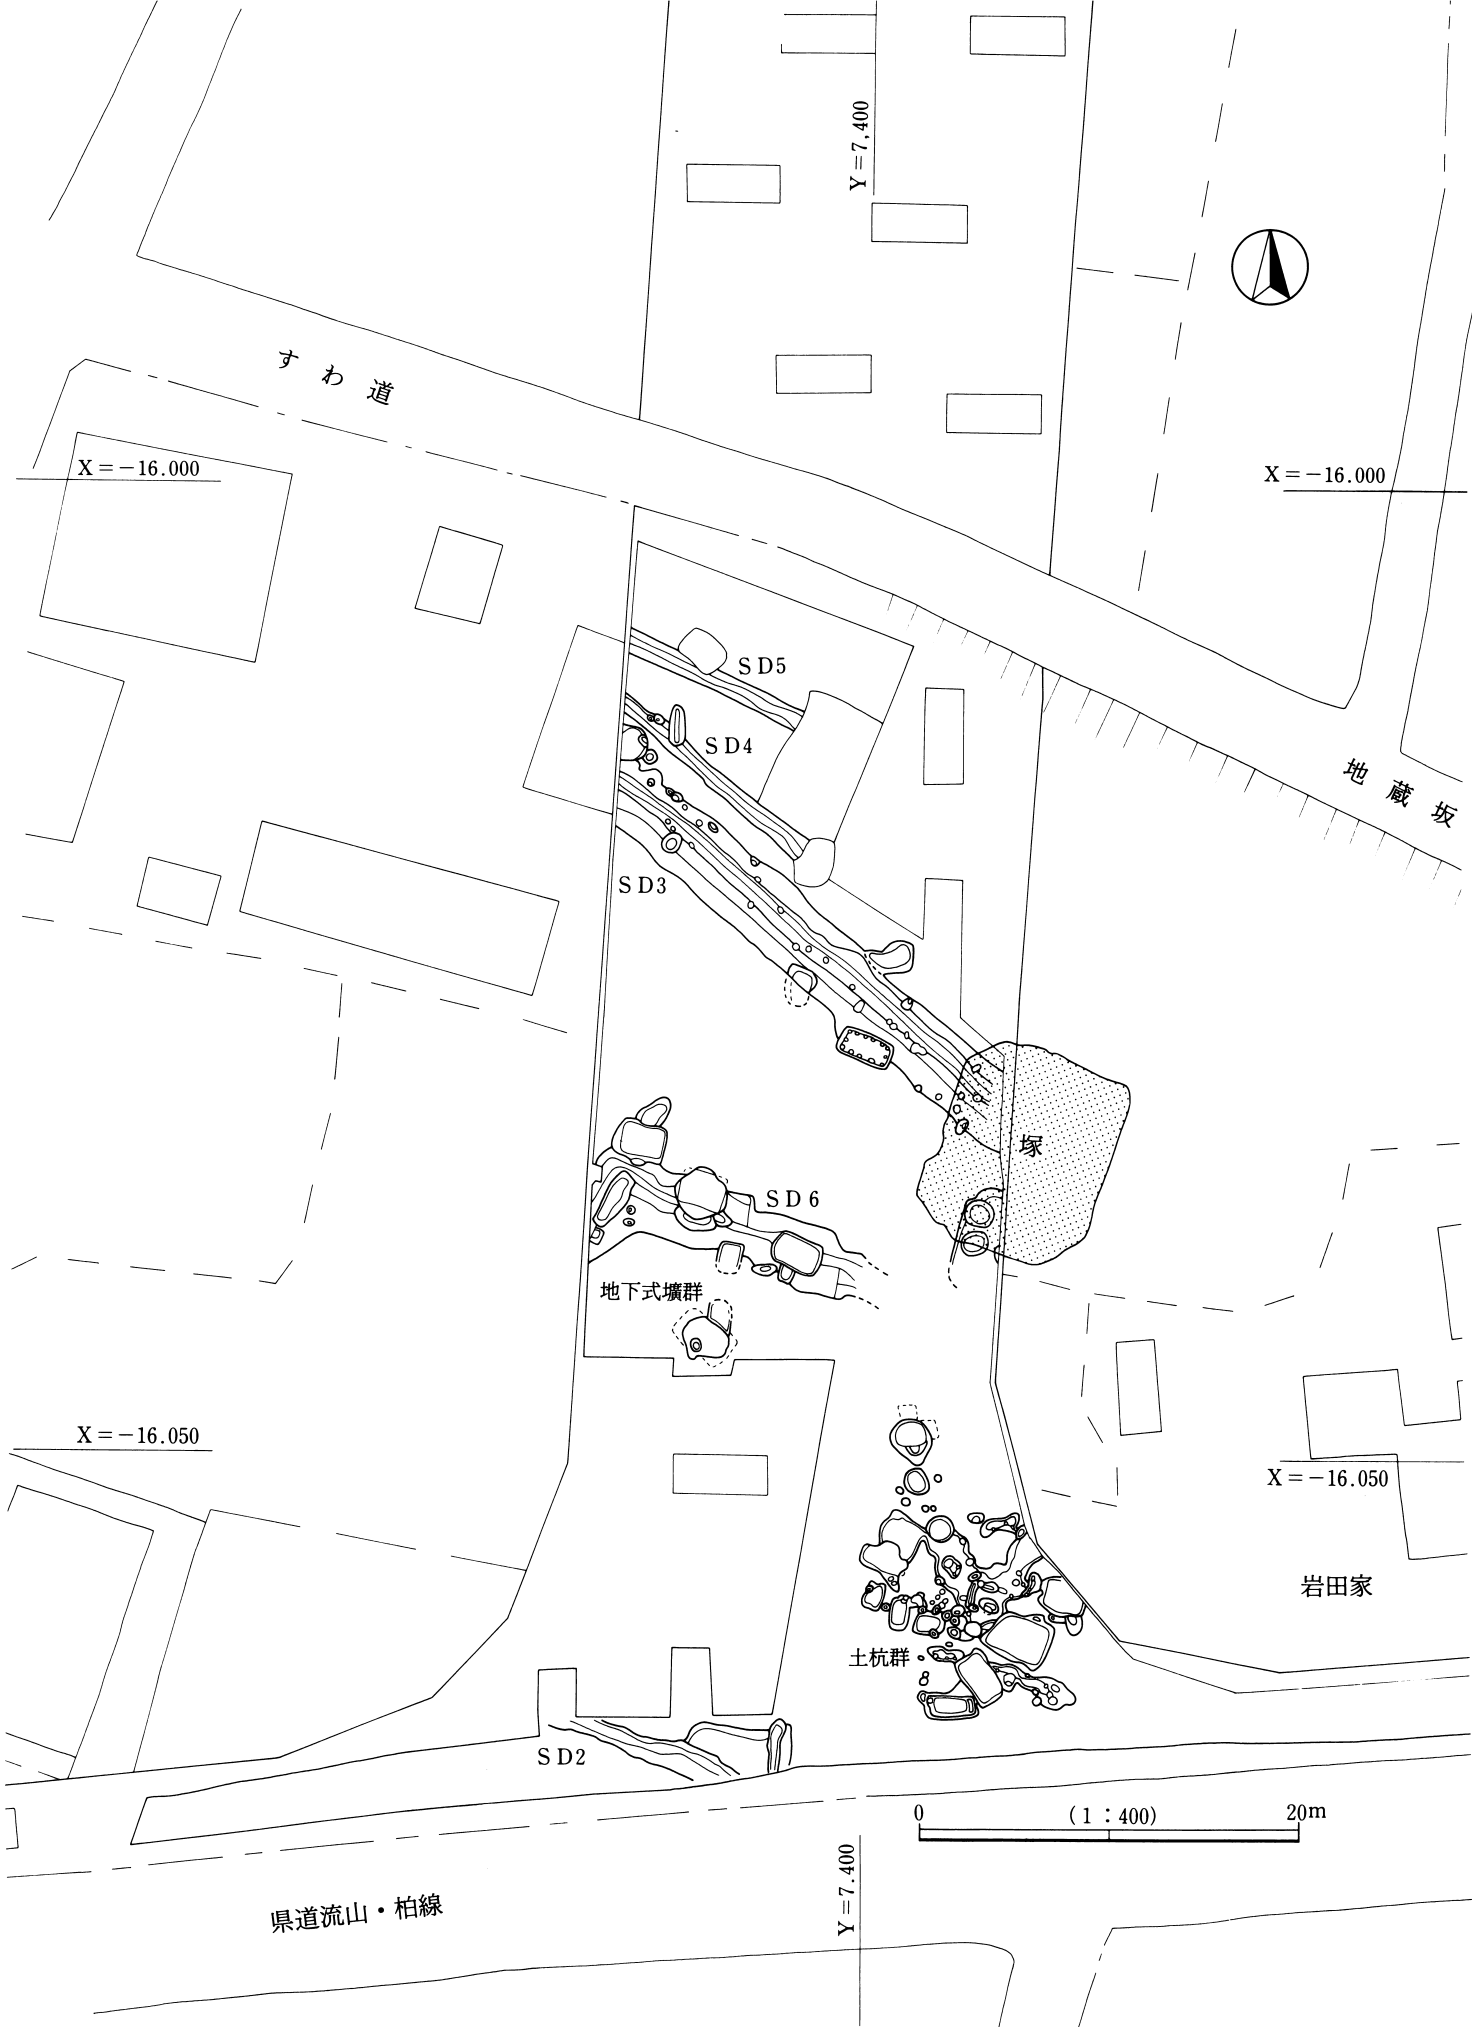 Y=7,400
すわ道
X=-16.000
X=-16.000
SD5
SD4
地蔵坂
SD3
塚
SD6
地下式壙群
X=-16.050
X=-16.050
岩田家
土杭群
SD2
0 (1:400) 20m
Y=7.400
県道流山・柏線